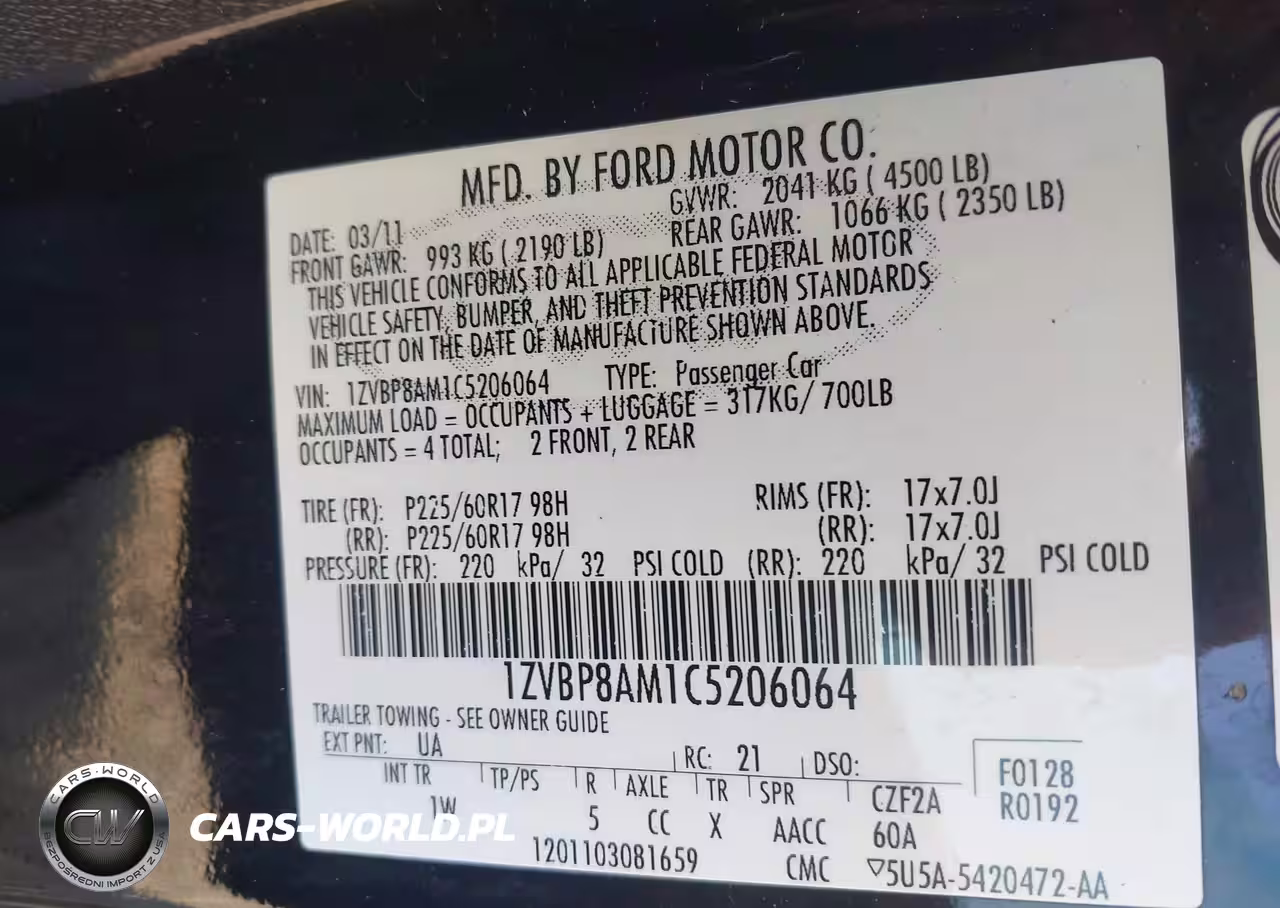 MFD. BY FORD MOTOR CO.
DATE: 03/11 GVWR: 2041 KG ( 4500 LB)
FRONT GAWR: 993 KG ( 2190 LB) REAR GAWR: 1066 KG ( 2350 LB)
THIS VEHICLE CONFORMS TO ALL APPLICABLE FEDERAL MOTOR
VEHICLE SAFETY, BUMPER, AND THEFT PREVENTION STANDARDS
IN EFFECT ON THE DATE OF MANUFACTURE SHOWN ABOVE.
VIN: 1ZVBP8AM1C5206064 TYPE: Passenger Car
MAXIMUM LOAD = OCCUPANTS + LUGGAGE = 317KG/ 700LB
OCCUPANTS = 4 TOTAL; 2 FRONT, 2 REAR
TIRE (FR): P225/60R17 98H RIMS (FR): 17x7.0J
(RR): P225/60R17 98H (RR): 17x7.0J
PRESSURE (FR): 220 kPa/ 32 PSI COLD (RR): 220 kPa/ 32 PSI COLD
1ZVBP8AM1C5206064
TRAILER TOWING - SEE OWNER GUIDE
EXT PNT: UA RC: 21 DSO: F0128
INT TR TP/PS R AXLE TR SPR CZF2A R0192
1W 5 CC X AACC 60A
1201103081659 CMC ▽5U5A-5420472-AA
CARS-WORLD
CW
BEZPOŚREDNI IMPORT Z USA
CARS-WORLD.PL